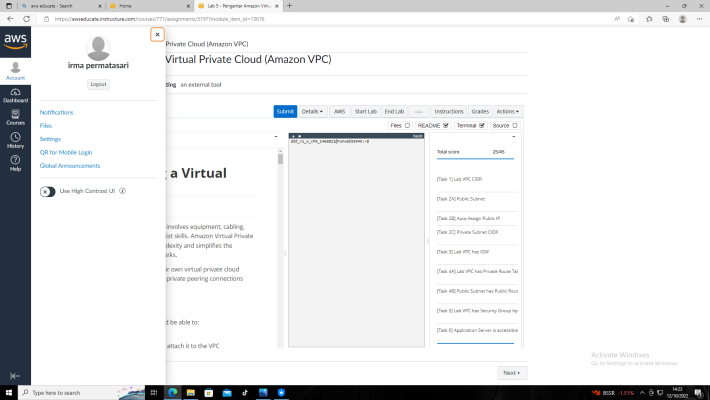 aws educate - Search
Home
Lab 5 - Pengantar Amazon Virtu
https://awseducate.instructure.com/courses/771/assignments/3197?module_item_id=13676
aws
Account
Dashboard
Courses
History
Help
irma permatasari
Logout
Notifications
Files
Settings
QR for Mobile Login
Global Announcements
Use High Contrast UI
Private Cloud (Amazon VPC)
Virtual Private Cloud (Amazon VPC)
an external tool
Submit Details AWS Start Lab End Lab --:-- Instructions Grades Actions
Files README Terminal Source
a Virtual
involves equipment, cabling,
ist skills. Amazon Virtual Private
plexity and simplifies the
orks.
ur own virtual private cloud
private peering connections
d be able to:
attach it to the VPC
bash
Total score 25/45
[Task 1] Lab VPC CIDR
[Task 2A] Public Subnet
[Task 2B] Auto-Assign Public IP
[Task 2C] Private Subnet CIDR
[Task 3] Lab VPC has IGW
[Task 4A] Lab VPC has Private Route Tab
[Task 4B] Public Subnet has Public Rout
[Task 5] Lab VPC has Security Group Ap
[Task 6] Application Server is accessible
Next
Activate Windows
Go to Settings to activate Windows.
Type here to search
BSSR -1.51%
14:23
12/10/2022